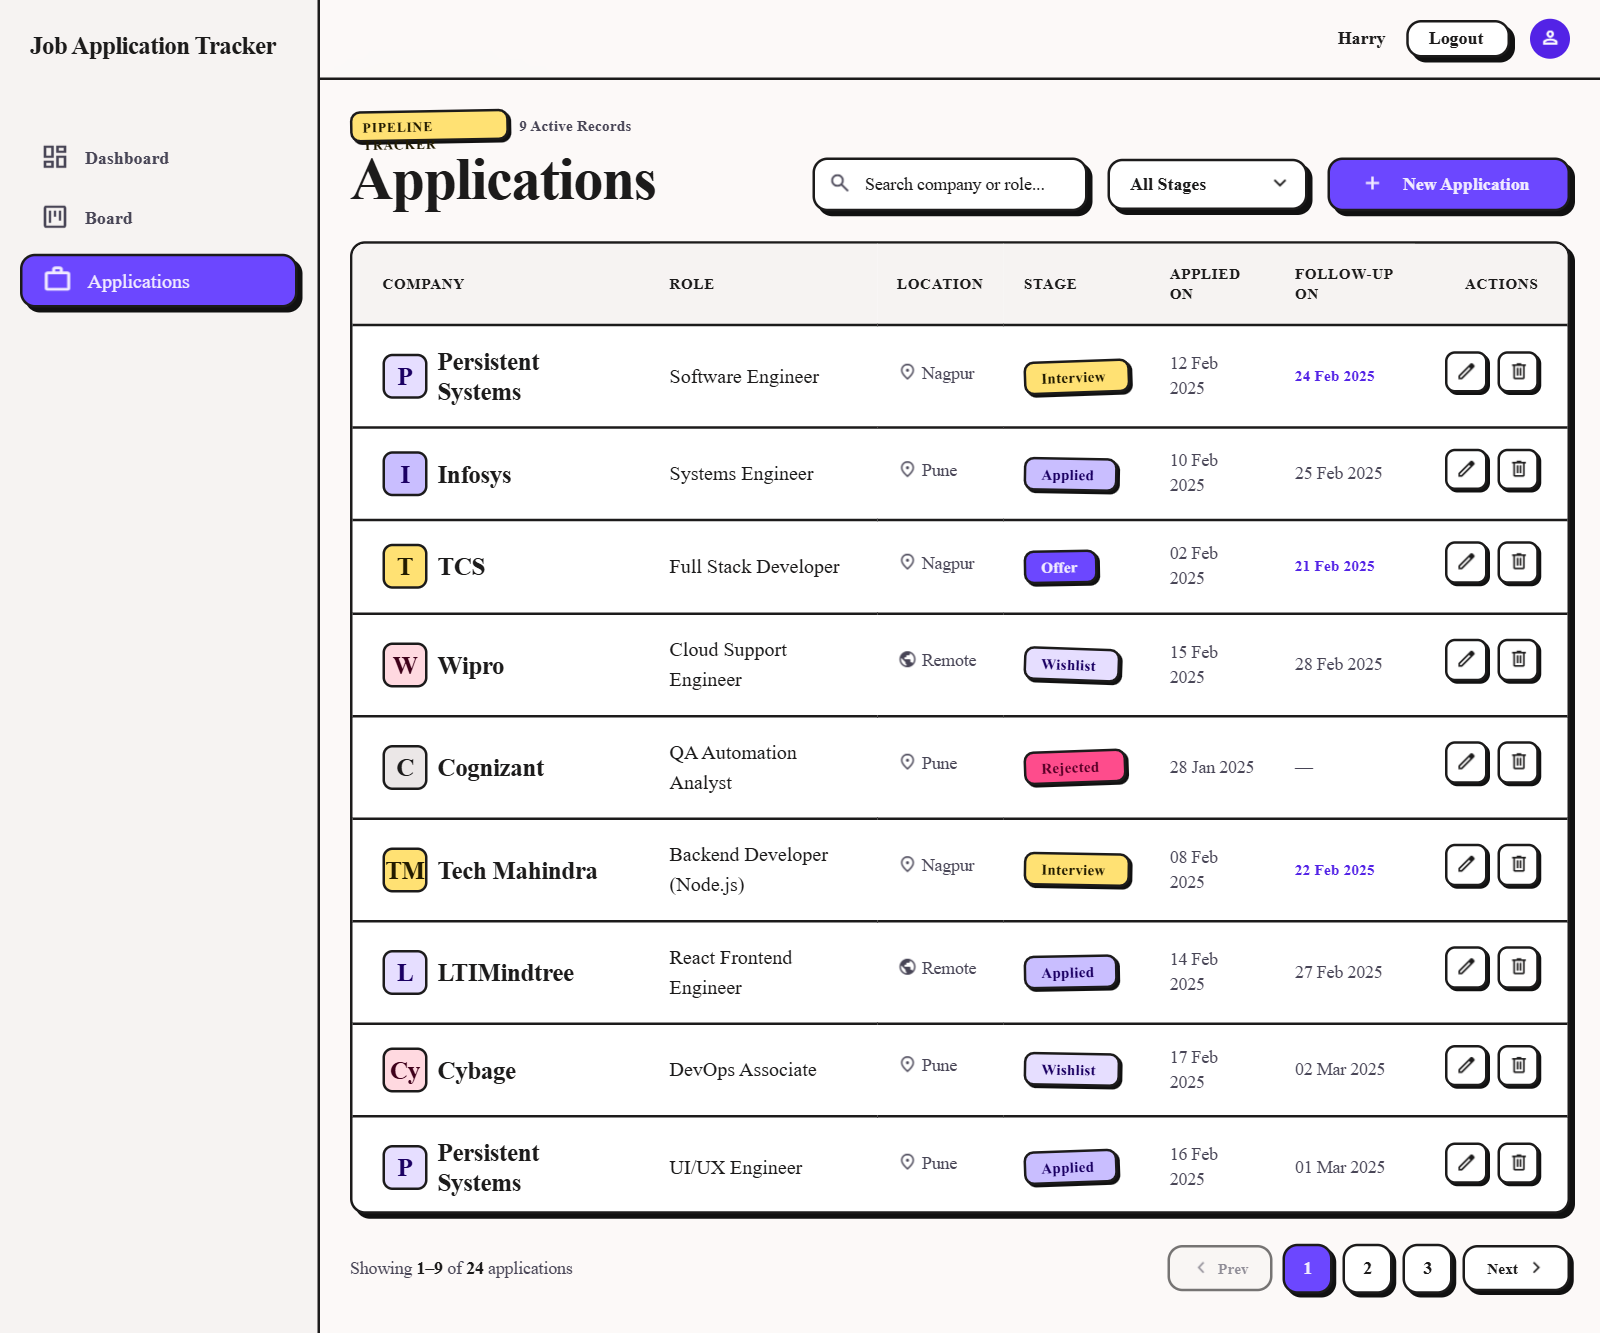 Job Application Tracker
Harry
Logout
Dashboard
Board
Applications
PIPELINE
TRACKER
9 Active Records
Applications
Search company or role...
All Stages
New Application
COMPANY ROLE LOCATION STAGE APPLIED ON FOLLOW-UP ON ACTIONS
P Persistent Systems Software Engineer Nagpur Interview 12 Feb 2025 24 Feb 2025
I Infosys Systems Engineer Pune Applied 10 Feb 2025 25 Feb 2025
T TCS Full Stack Developer Nagpur Offer 02 Feb 2025 21 Feb 2025
W Wipro Cloud Support Engineer Remote Wishlist 15 Feb 2025 28 Feb 2025
C Cognizant QA Automation Analyst Pune Rejected 28 Jan 2025 —
TM Tech Mahindra Backend Developer (Node.js) Nagpur Interview 08 Feb 2025 22 Feb 2025
L LTIMindtree React Frontend Engineer Remote Applied 14 Feb 2025 27 Feb 2025
Cy Cybage DevOps Associate Pune Wishlist 17 Feb 2025 02 Mar 2025
P Persistent Systems UI/UX Engineer Pune Applied 16 Feb 2025 01 Mar 2025
Showing 1–9 of 24 applications
Prev 1 2 3 Next